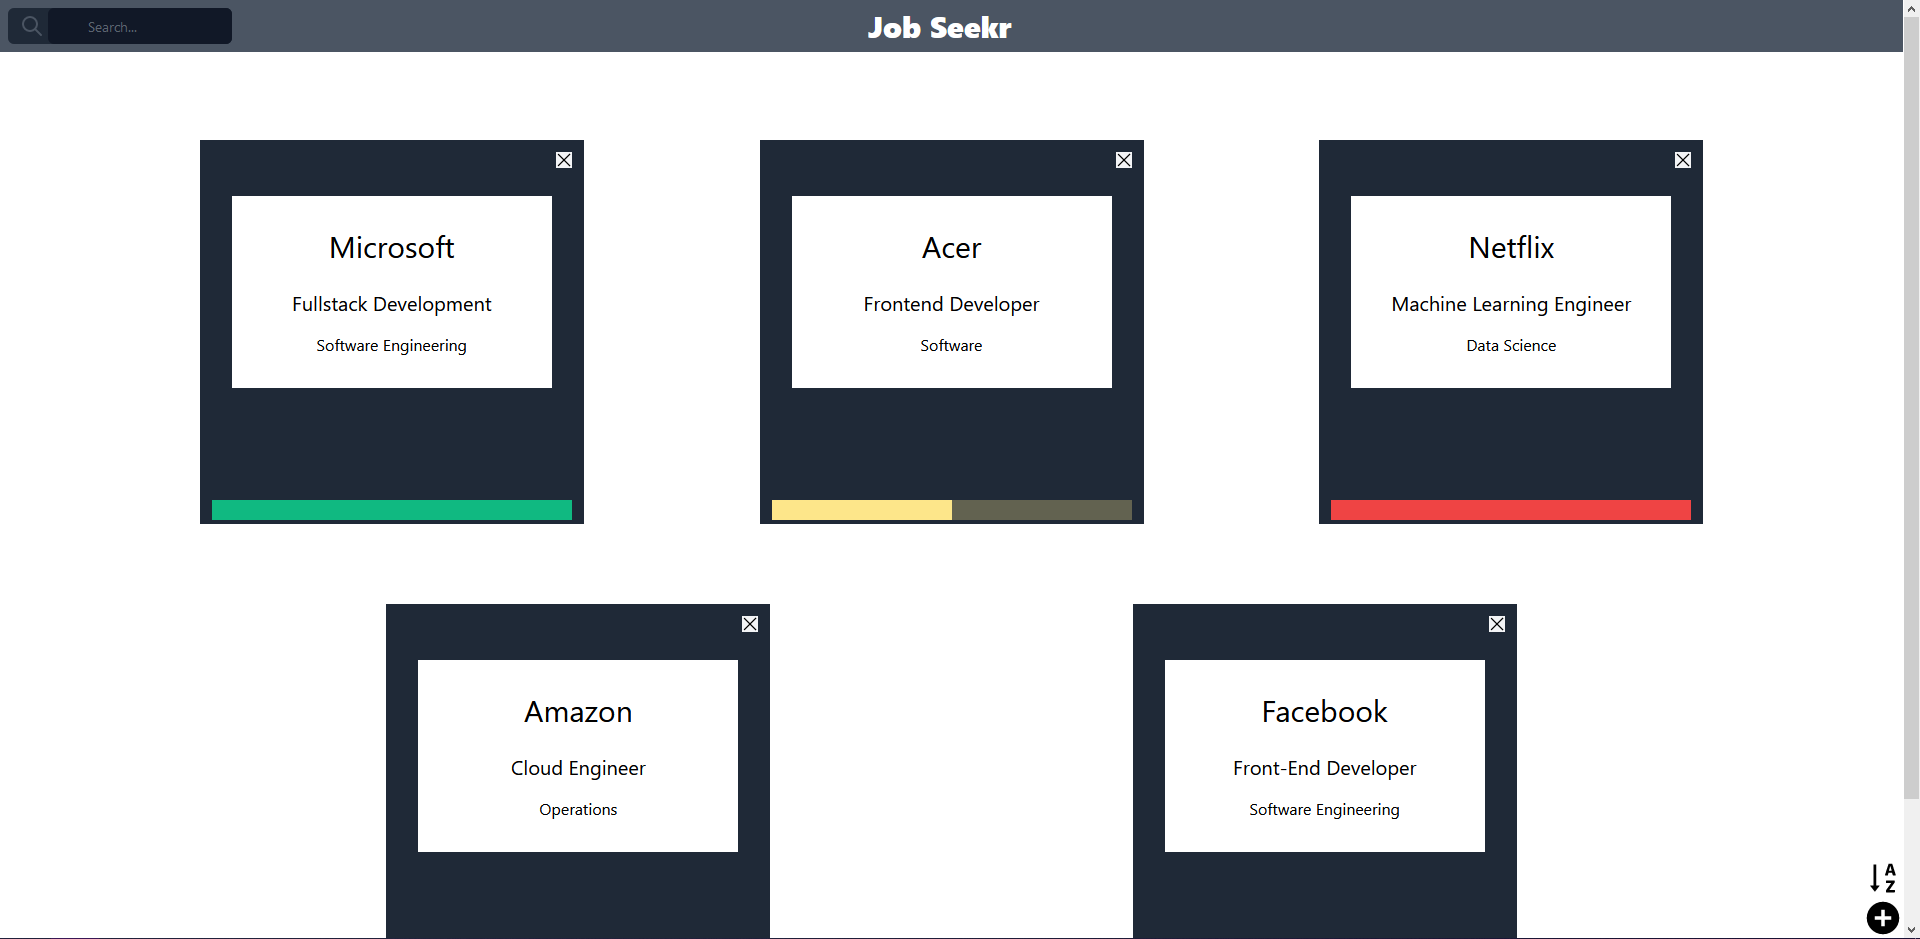 Search...
Job Seekr
Microsoft
Fullstack Development
Software Engineering
Acer
Frontend Developer
Software
Netflix
Machine Learning Engineer
Data Science
Amazon
Cloud Engineer
Operations
Facebook
Front-End Developer
Software Engineering
A
Z